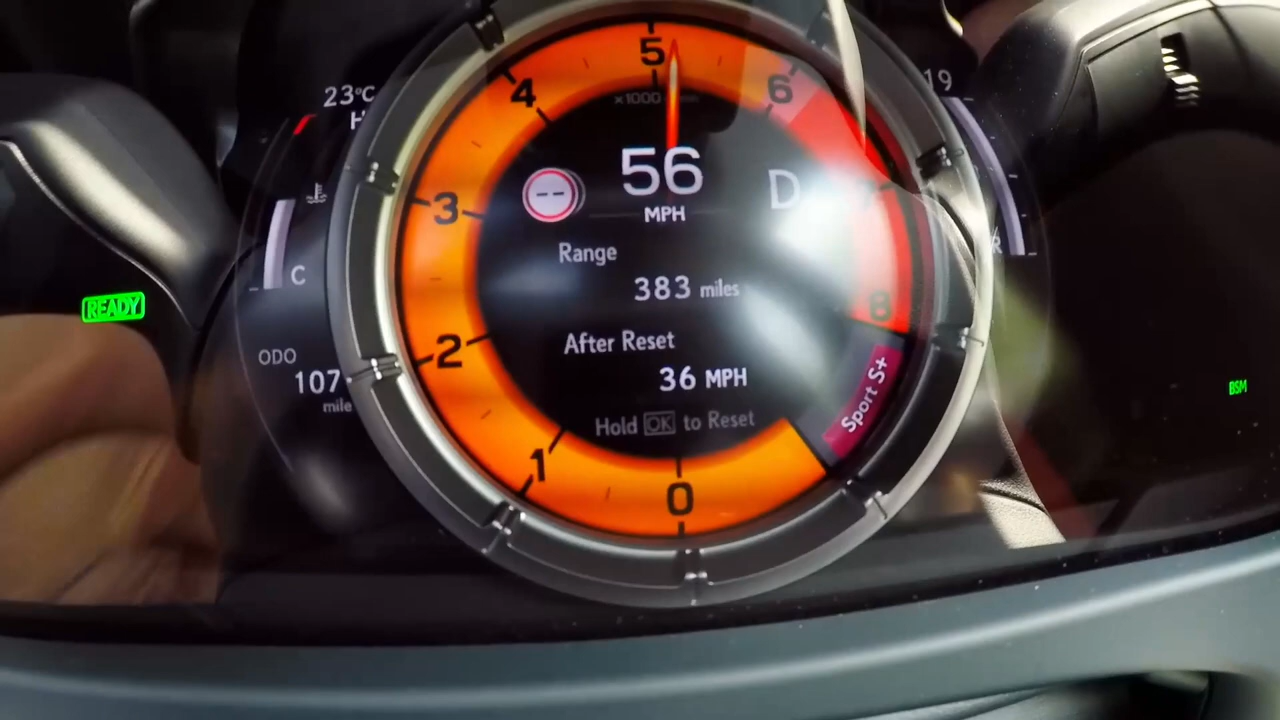 23°C
H
C
READY
ODO
107
mile
0
1
2
3
4
5
6
8
×1000
--
56
MPH
D
Range
383 miles
After Reset
36 MPH
Hold OK to Reset
Sport S+
19
R
BSM